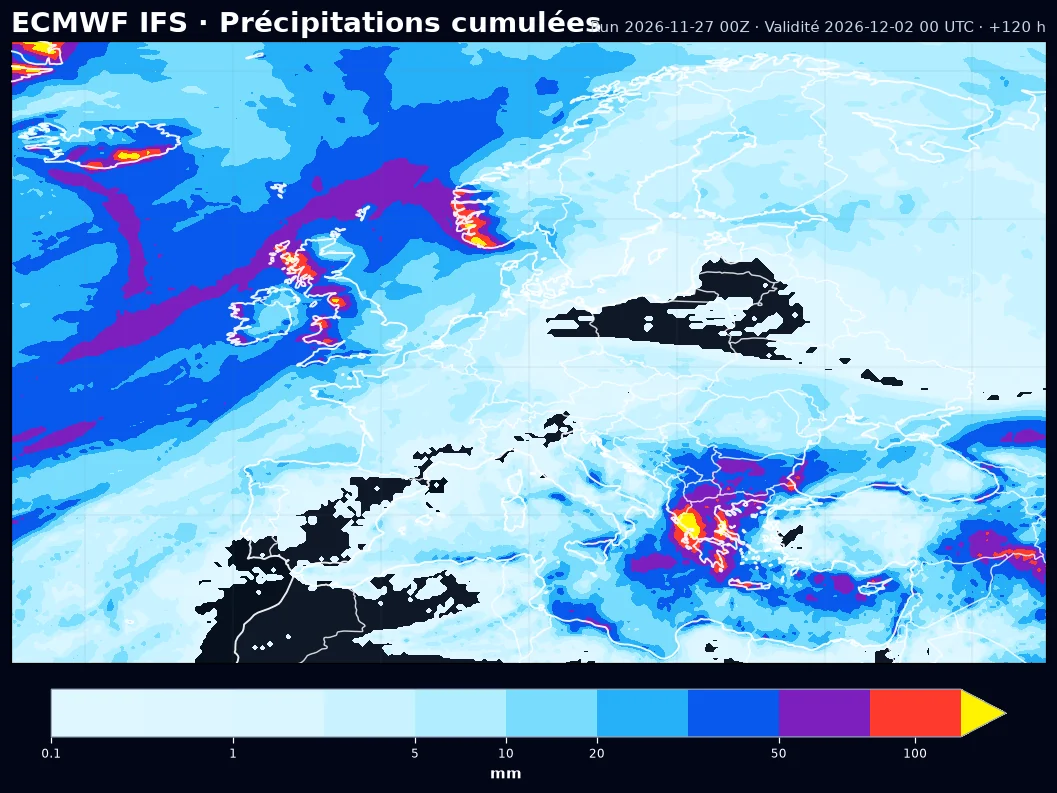 ECMWF IFS · Précipitations cumulées
Run 2026-11-27 00Z · Validité 2026-12-02 00 UTC · +120 h
0.1 1 5 10 20 50 100
mm